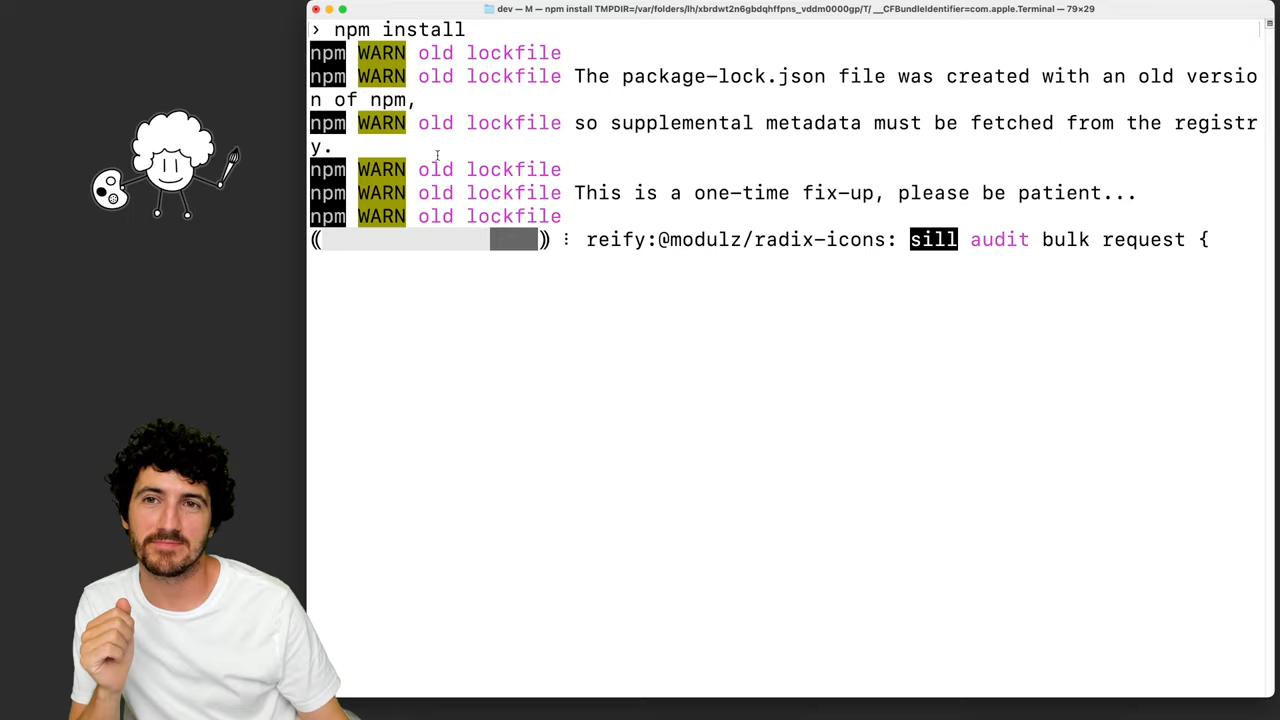 dev — M — npm install TMPDIR=/var/folders/lh/xbrdwt2n6gbdqhffpns_vddm0000gp/T/ __CFBundleIdentifier=com.apple.Terminal — 79×29
› npm install
npm WARN old lockfile
npm WARN old lockfile The package-lock.json file was created with an old versio
n of npm,
npm WARN old lockfile so supplemental metadata must be fetched from the registr
y.
npm WARN old lockfile
npm WARN old lockfile This is a one-time fix-up, please be patient...
npm WARN old lockfile
(( )) ⫶ reify:@modulz/radix-icons: sill audit bulk request {